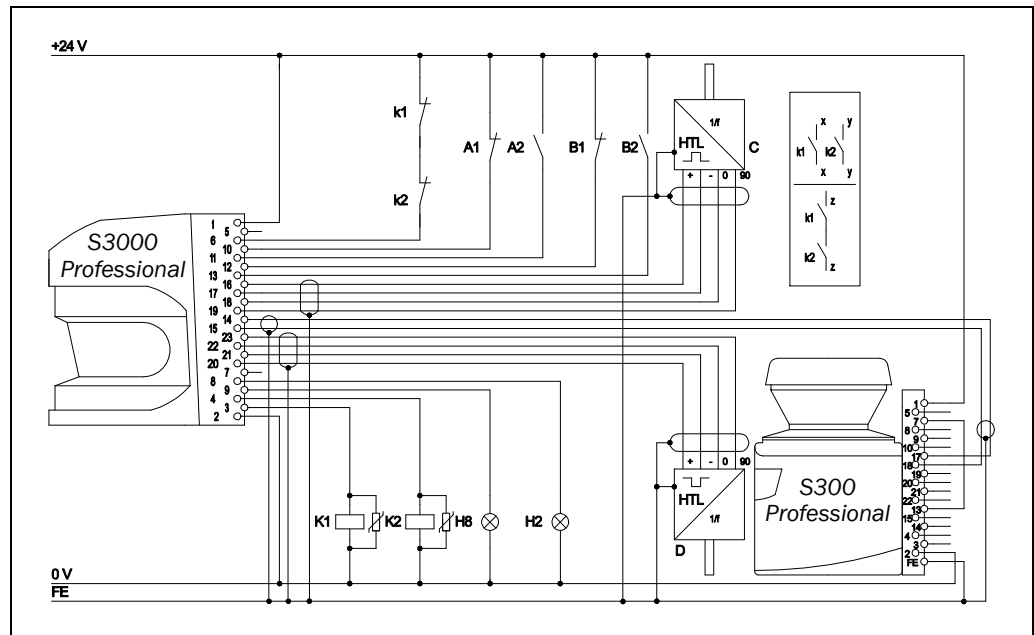 +24 V
k1
k2
A1
A2
B1
B2
1/f
HTL
C
+ - 0 90
x y
k1 k2
x y
z
k1
k2
z
S3000
Professional
1
5
6
10
11
12
13
16
17
18
19
14
15
23
22
21
20
7
8
9
4
3
2
+ - 0 90
HTL
1/f
D
S300
Professional
1
5
7
8
9
10
17
18
19
20
21
22
13
15
14
4
3
2
FE
K1
K2
H8
H2
0 V
FE